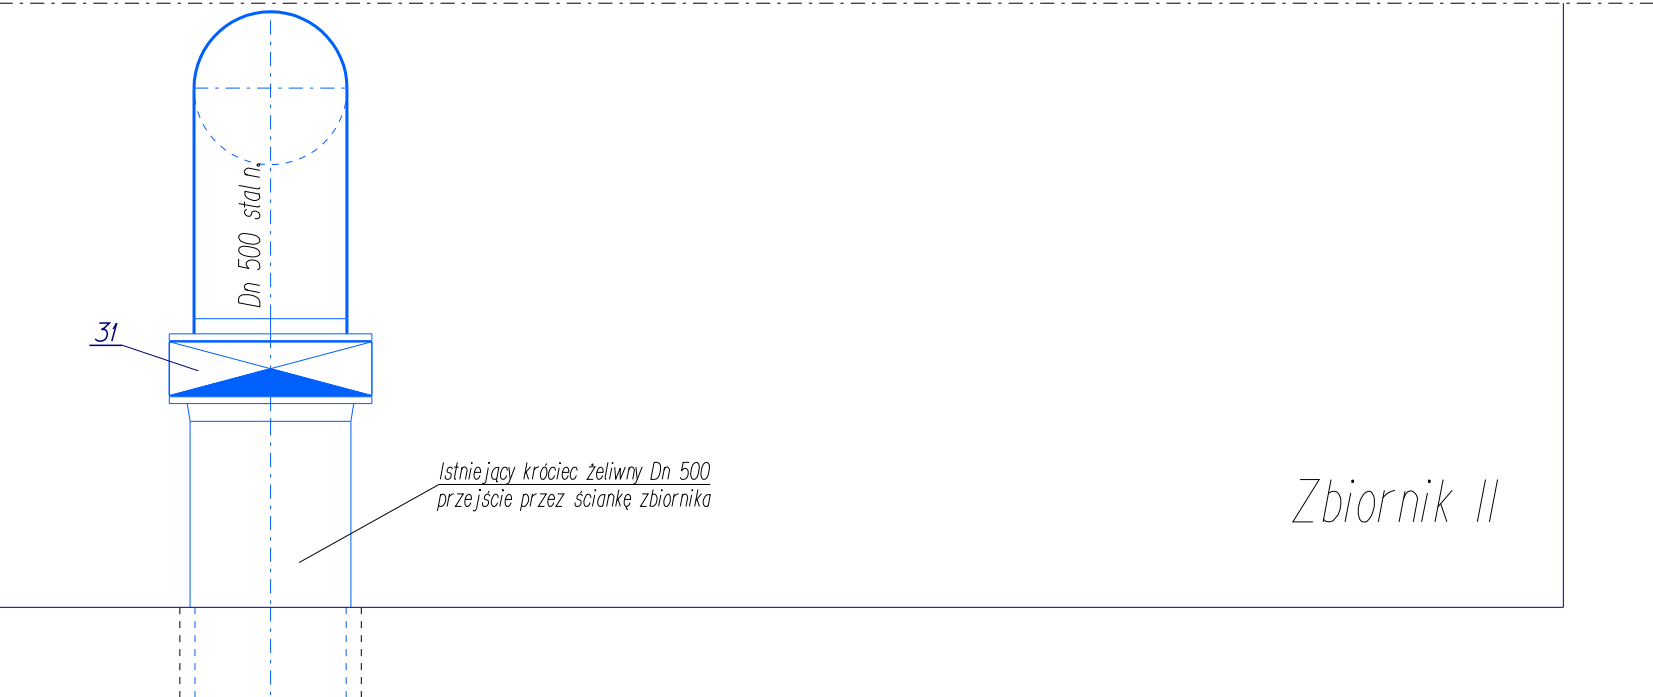 Dn 500 stal n.
31
Istniejący króciec żeliwny Dn 500
przejście przez ściankę zbiornika
Zbiornik II